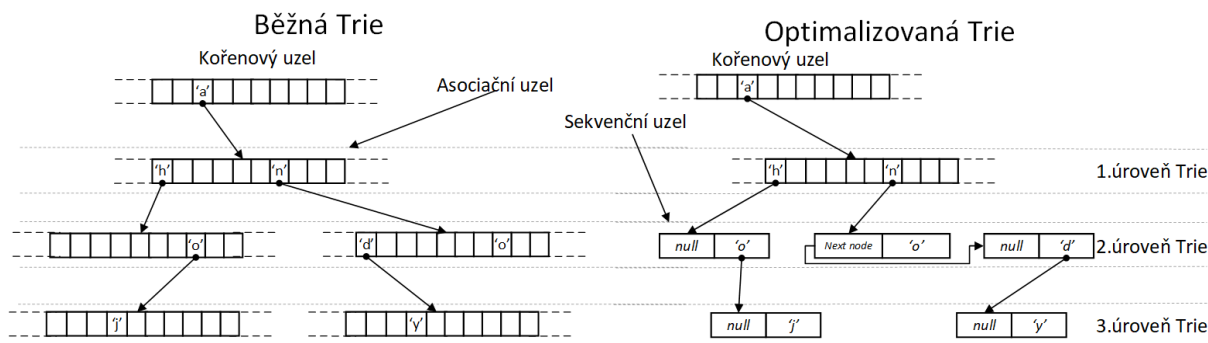 Běžná Trie
Optimalizovaná Trie
Kořenový uzel
Kořenový uzel
'a'
Asociační uzel
'a'
Sekvenční uzel
'h' 'n'
'h' 'n'
1.úroveň Trie
'o'
'd' 'o'
null 'o'
Next node 'o'
null 'd'
2.úroveň Trie
'j'
'y'
null 'j'
null 'y'
3.úroveň Trie